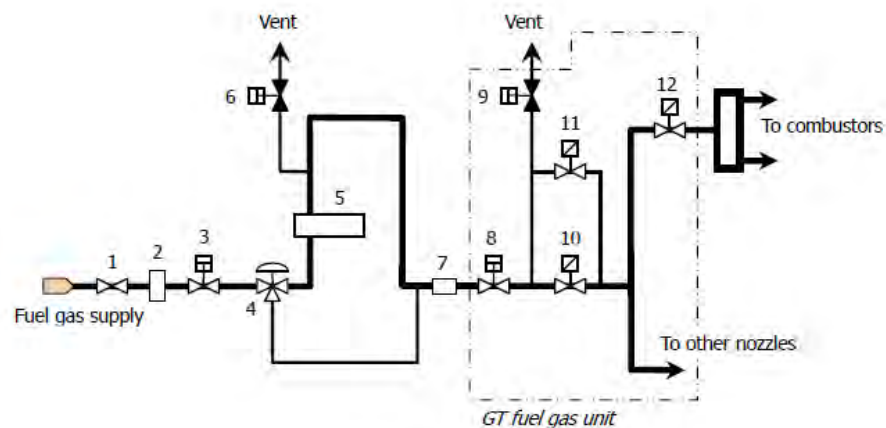 Vent
Vent
6
9
12
11
To combustors
5
1
2
3
4
7
8
10
Fuel gas supply
To other nozzles
GT fuel gas unit